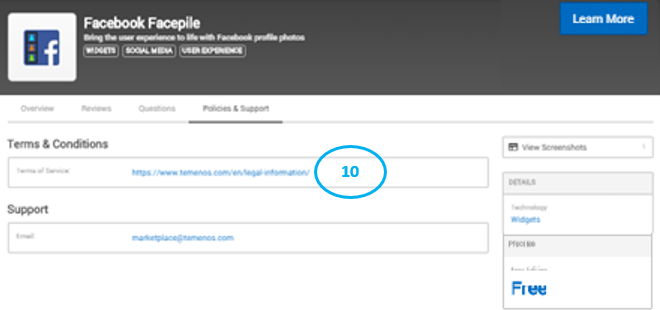 Facebook Facepile
Learn More
Bring the user experience to life with Facebook profile photos
WIDGETS SOCIAL MEDIA USER EXPERIENCE
Overview Reviews Questions Policies & Support
Terms & Conditions
View Screenshots
Terms of Service: https://www.temenos.com/en/legal-information/ 10
DETAILS
Technology
Widgets
Support
Email: marketplace@temenos.com
Free